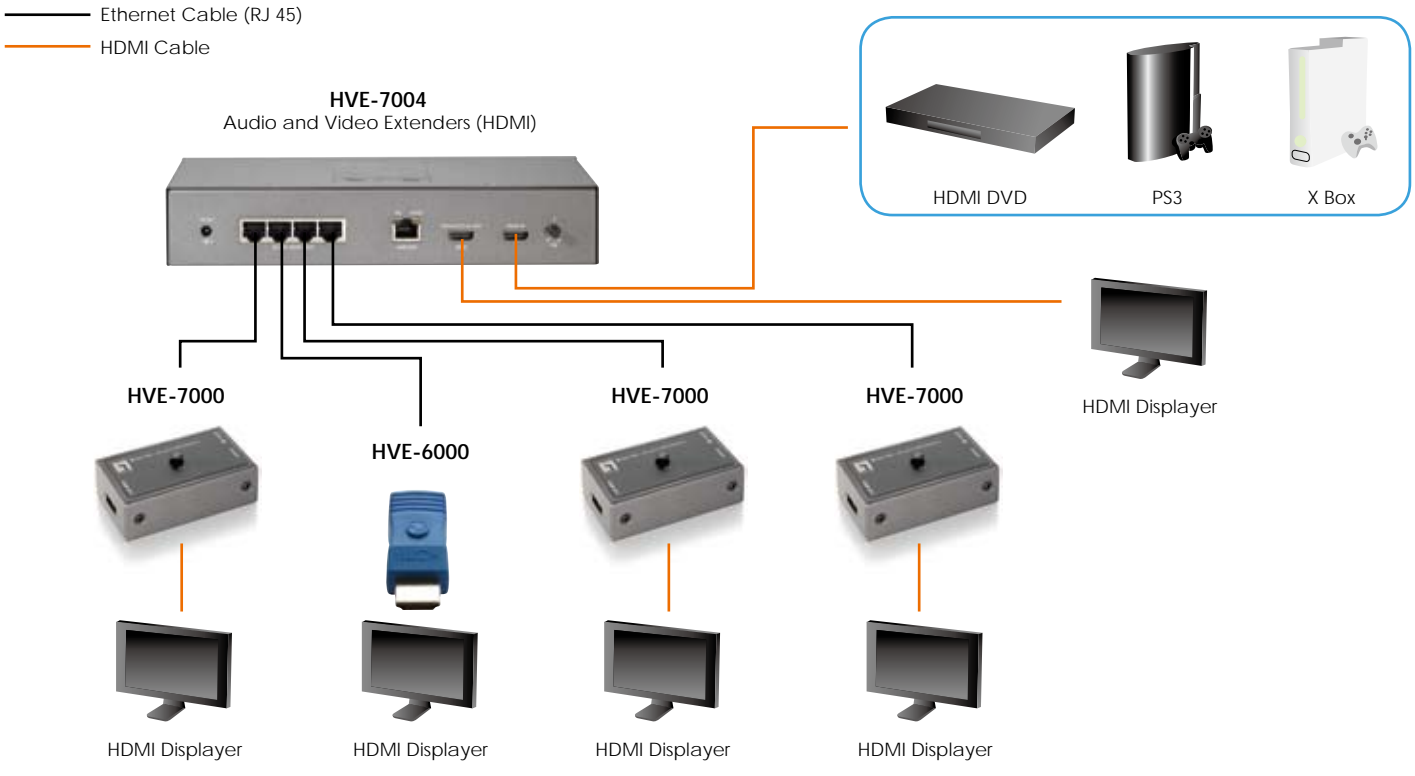 Ethernet Cable (RJ 45)
HDMI Cable
HVE-7004
Audio and Video Extenders (HDMI)
HDMI DVD
PS3
X Box
HDMI Displayer
HVE-7000
HVE-6000
HVE-7000
HVE-7000
HDMI Displayer
HDMI Displayer
HDMI Displayer
HDMI Displayer